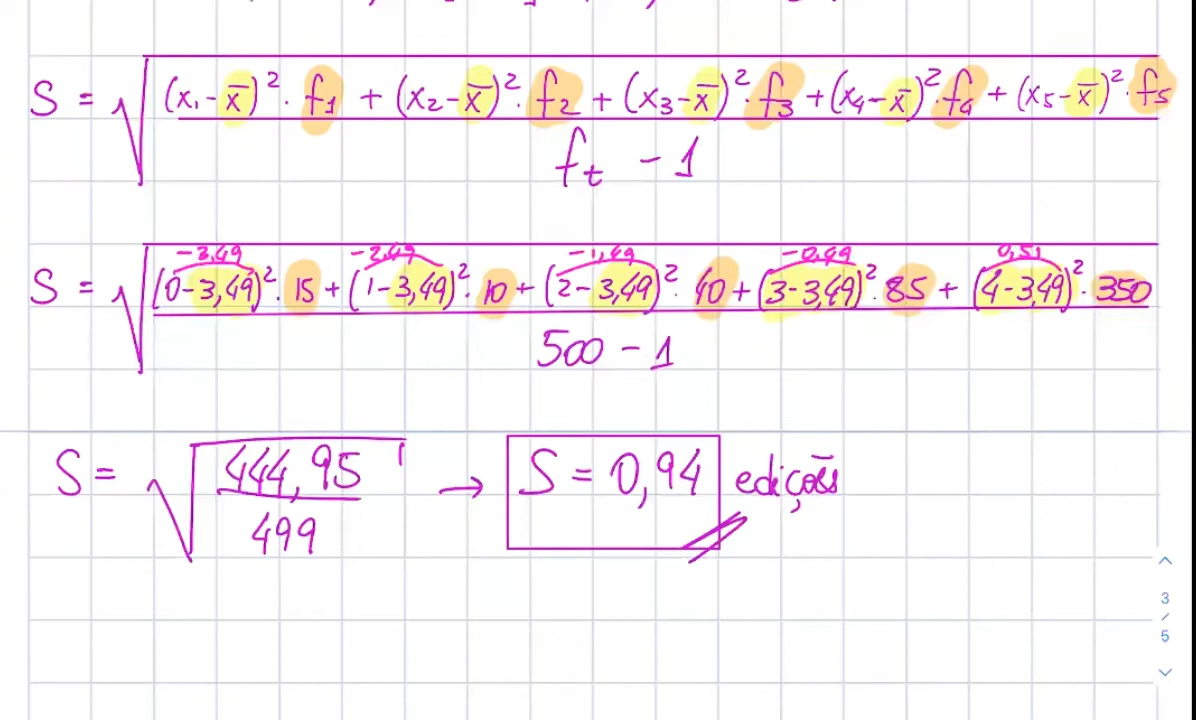 S = √ (x₁-x̄)². f₁ + (x₂-x̄)². f₂ + (x₃-x̄)². f₃ + (x₄-x̄)². f₄ + (x₅-x̄)². f₅
fₜ - 1
-3,49 -2,49 -1,49 -0,49 0,51
S = √ (0-3,49)². 15 + (1-3,49)². 10 + (2-3,49)². 40 + (3-3,49)². 85 + (4-3,49)². 350
500 - 1
S = √ 444,95 → S = 0,94 edições
499
3
/
5